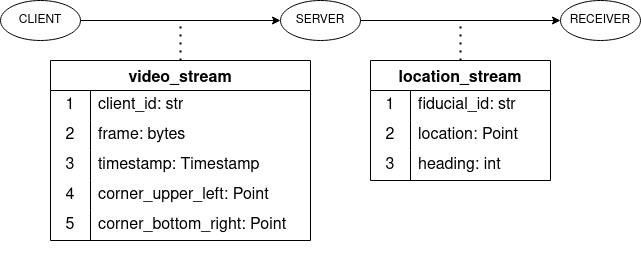 CLIENT
SERVER
RECEIVER
video_stream
1 client_id: str
2 frame: bytes
3 timestamp: Timestamp
4 corner_upper_left: Point
5 corner_bottom_right: Point
location_stream
1 fiducial_id: str
2 location: Point
3 heading: int